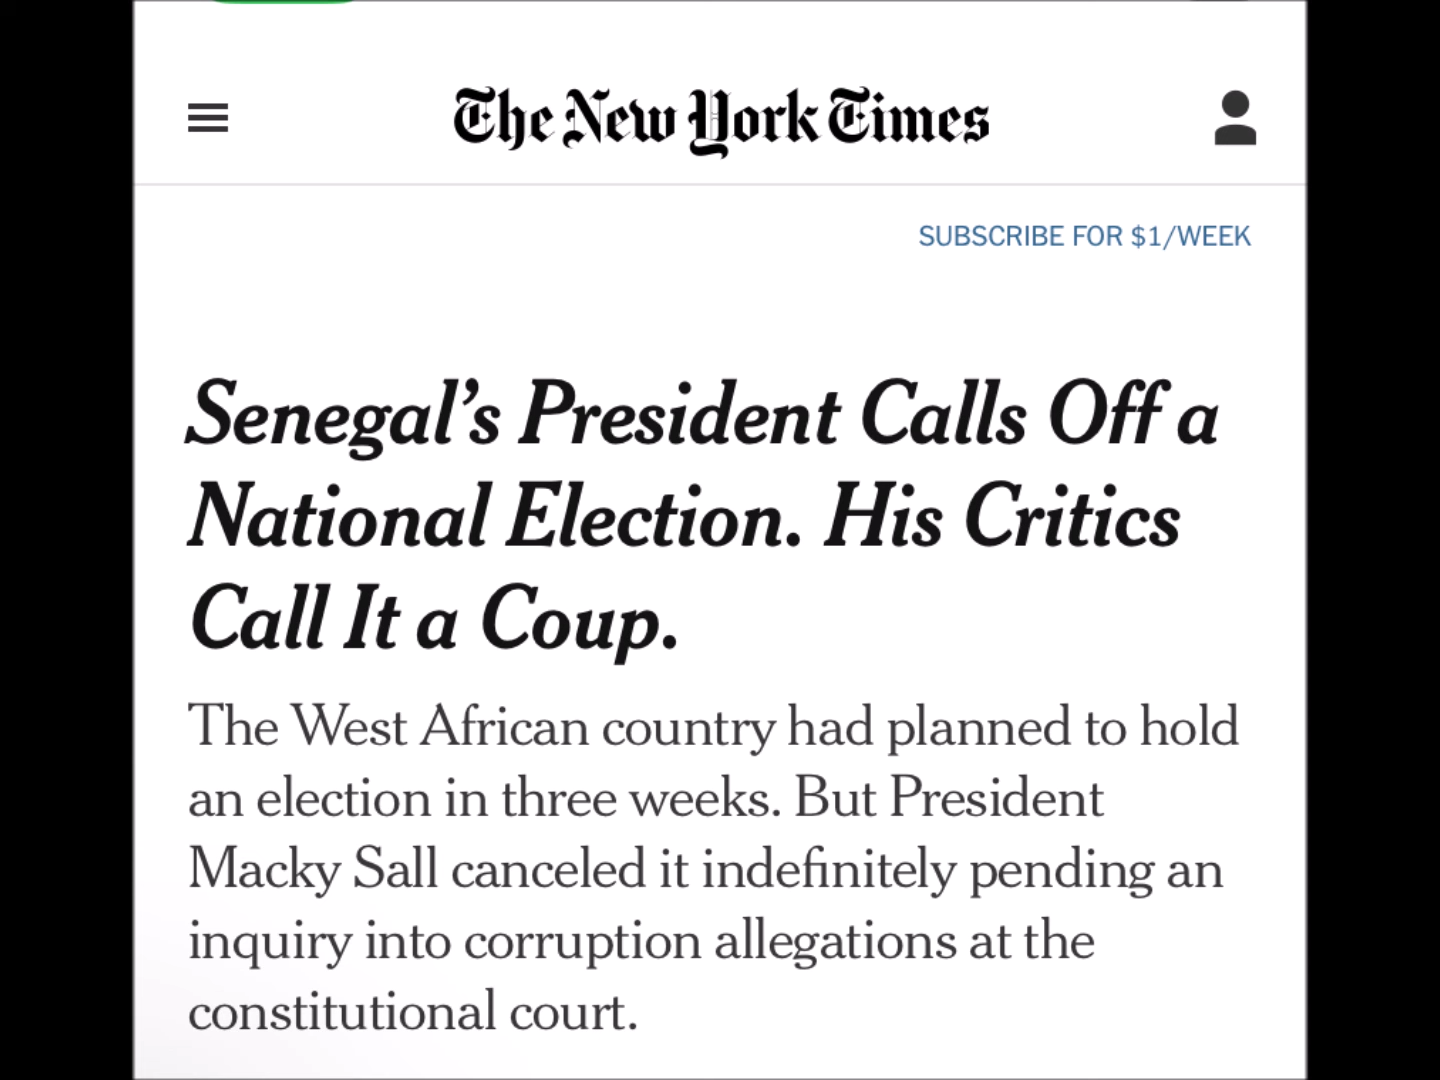 The New York Times
SUBSCRIBE FOR $1/WEEK
Senegal’s President Calls Off a
National Election. His Critics
Call It a Coup.
The West African country had planned to hold
an election in three weeks. But President
Macky Sall canceled it indefinitely pending an
inquiry into corruption allegations at the
constitutional court.